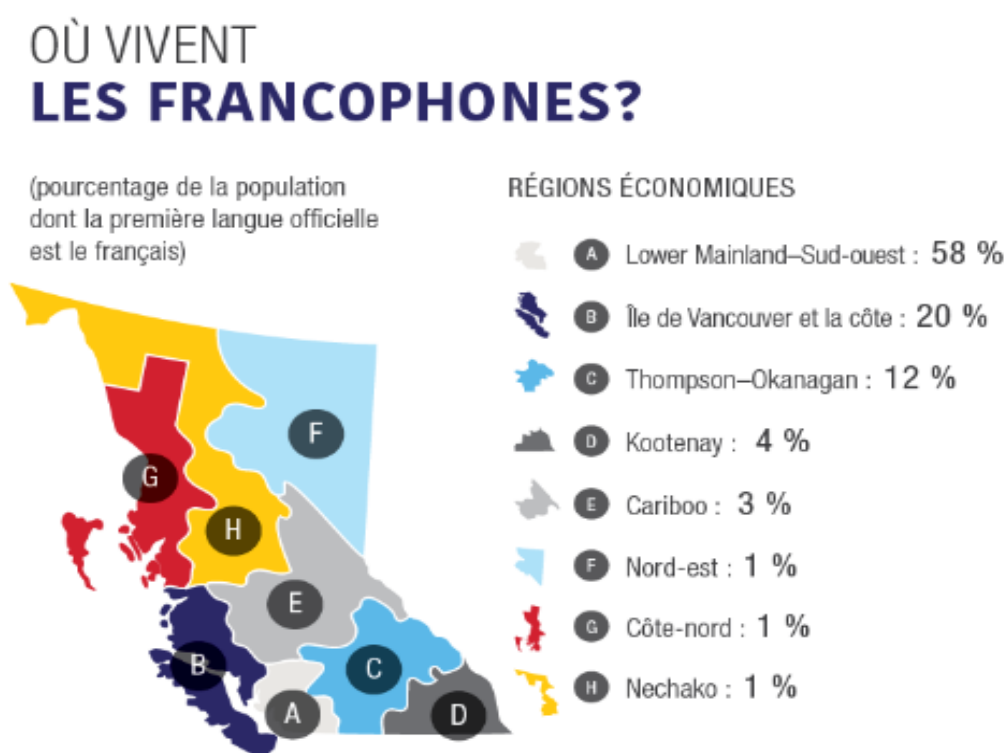 OÙ VIVENT
LES FRANCOPHONES?
(pourcentage de la population
dont la première langue officielle
est le français)
RÉGIONS ÉCONOMIQUES
A Lower Mainland–Sud-ouest : 58 %
B Île de Vancouver et la côte : 20 %
C Thompson–Okanagan : 12 %
D Kootenay : 4 %
E Cariboo : 3 %
F Nord-est : 1 %
G Côte-nord : 1 %
H Nechako : 1 %
F
G
H
E
B
C
A
D